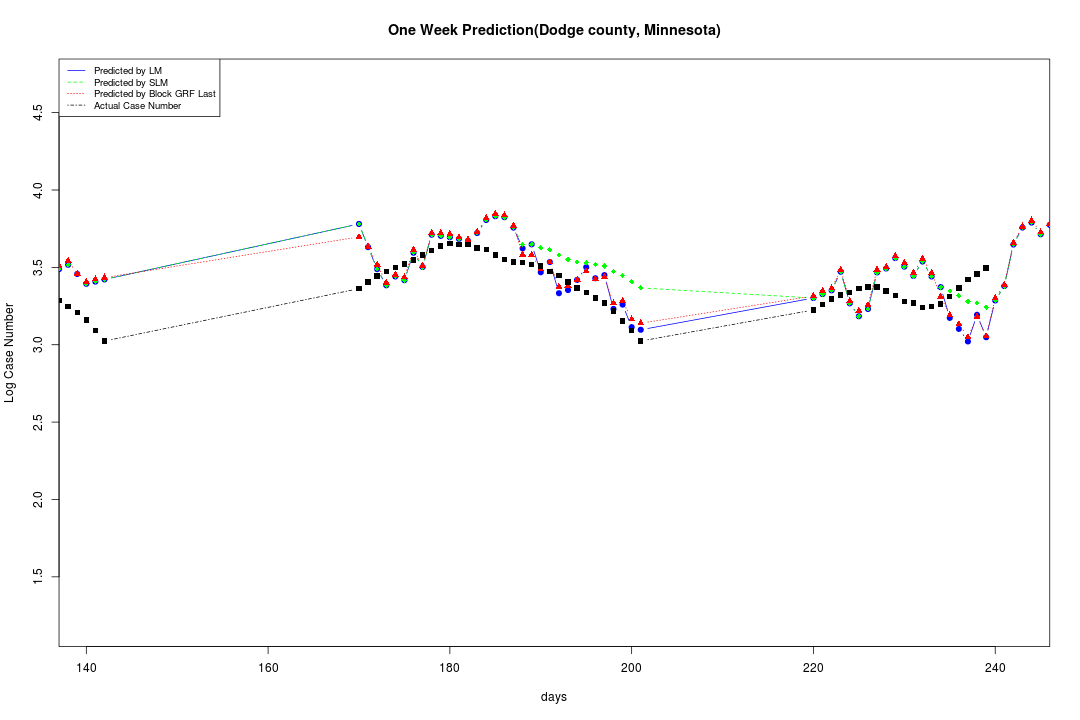 One Week Prediction(Dodge county, Minnesota)
Predicted by LM
Predicted by SLM
Predicted by Block GRF Last
Actual Case Number
4.5
4.0
3.5
3.0
2.5
2.0
1.5
Log Case Number
140 160 180 200 220 240
days